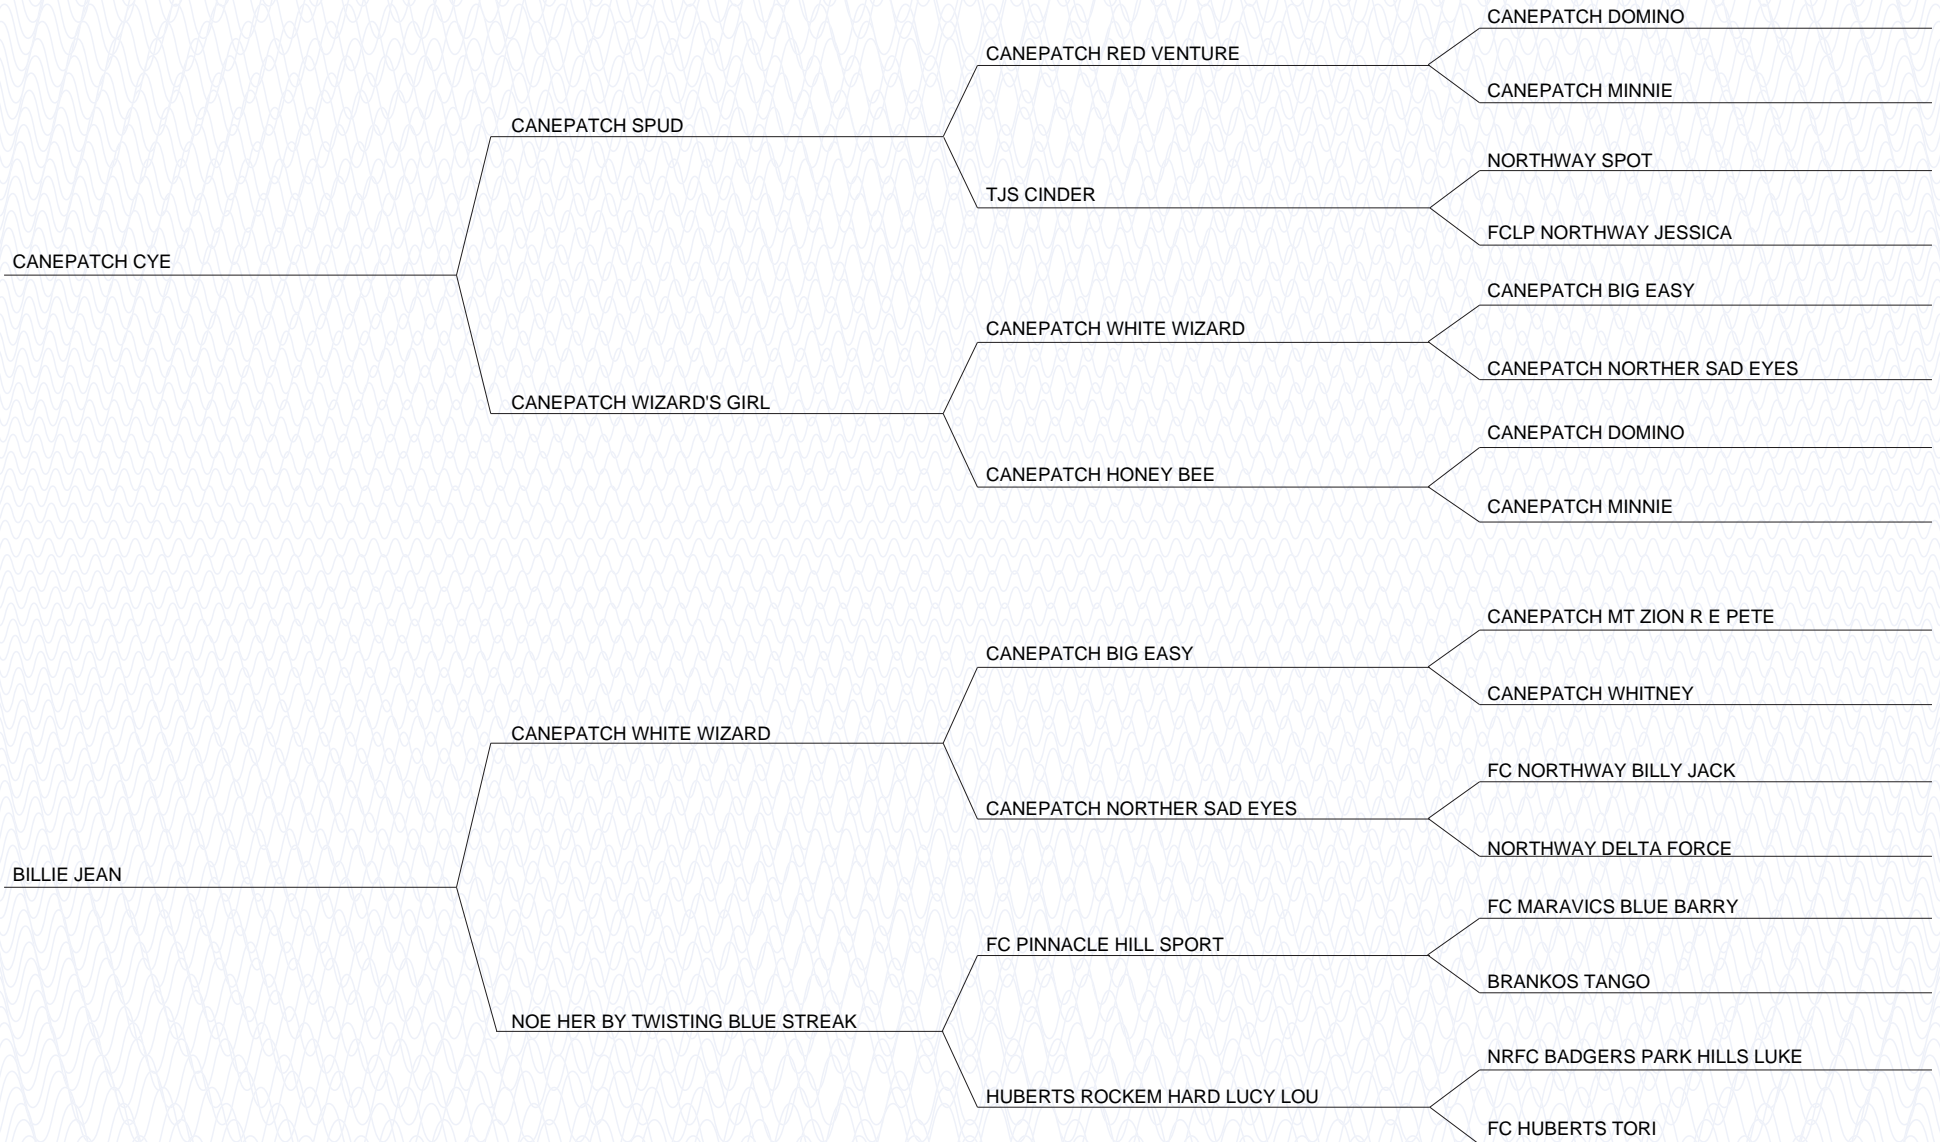 CANEPATCH DOMINO
CANEPATCH RED VENTURE
CANEPATCH MINNIE
CANEPATCH SPUD
NORTHWAY SPOT
TJS CINDER
FCLP NORTHWAY JESSICA
CANEPATCH CYE
CANEPATCH BIG EASY
CANEPATCH WHITE WIZARD
CANEPATCH NORTHER SAD EYES
CANEPATCH WIZARD'S GIRL
CANEPATCH DOMINO
CANEPATCH HONEY BEE
CANEPATCH MINNIE
CANEPATCH MT ZION R E PETE
CANEPATCH BIG EASY
CANEPATCH WHITNEY
CANEPATCH WHITE WIZARD
FC NORTHWAY BILLY JACK
CANEPATCH NORTHER SAD EYES
NORTHWAY DELTA FORCE
BILLIE JEAN
FC MARAVICS BLUE BARRY
FC PINNACLE HILL SPORT
BRANKOS TANGO
NOE HER BY TWISTING BLUE STREAK
NRFC BADGERS PARK HILLS LUKE
HUBERTS ROCKEM HARD LUCY LOU
FC HUBERTS TORI